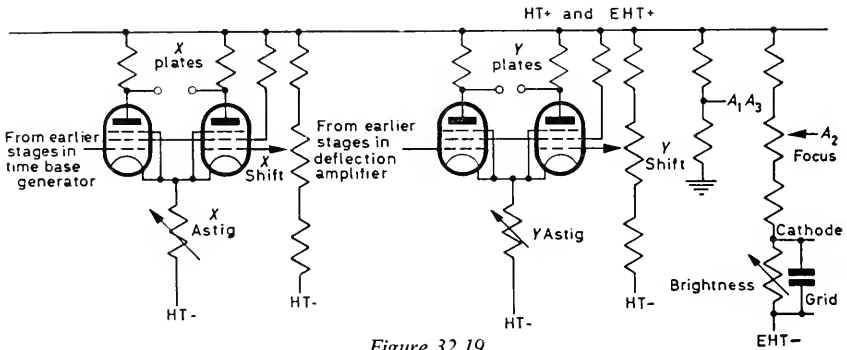 HT+ and EHT+
X
plates
Y
plates
From earlier
stages in
time base
generator
X
Shift
From earlier
stages in
deflection
amplifier
Y
Shift
A₁ A₃
A₂
Focus
X
Astig
Y Astig
Cathode
Brightness
Grid
HT-
HT-
HT-
HT-
EHT-
Figure 32.19